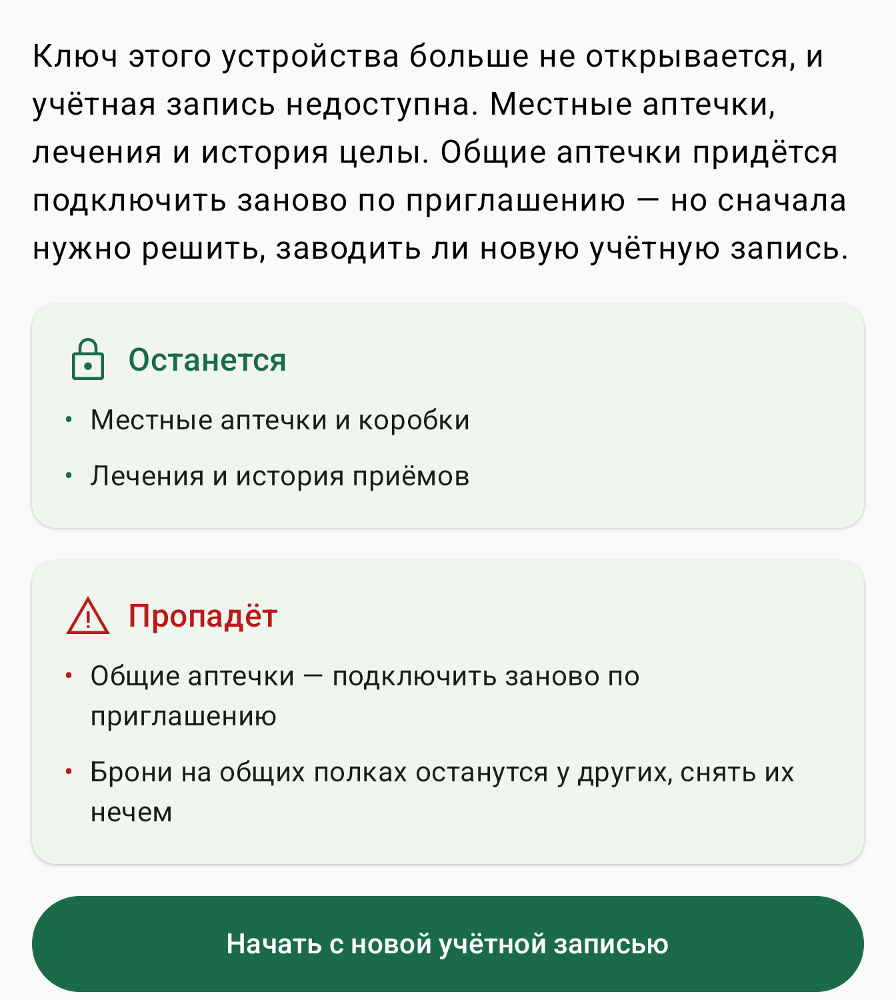 Ключ этого устройства больше не открывается, и
учётная запись недоступна. Местные аптечки,
лечения и история целы. Общие аптечки придётся
подключить заново по приглашению — но сначала
нужно решить, заводить ли новую учётную запись.
Останется
• Местные аптечки и коробки
• Лечения и история приёмов
Пропадёт
• Общие аптечки — подключить заново по
приглашению
• Брони на общих полках останутся у других, снять их
нечем
Начать с новой учётной записью